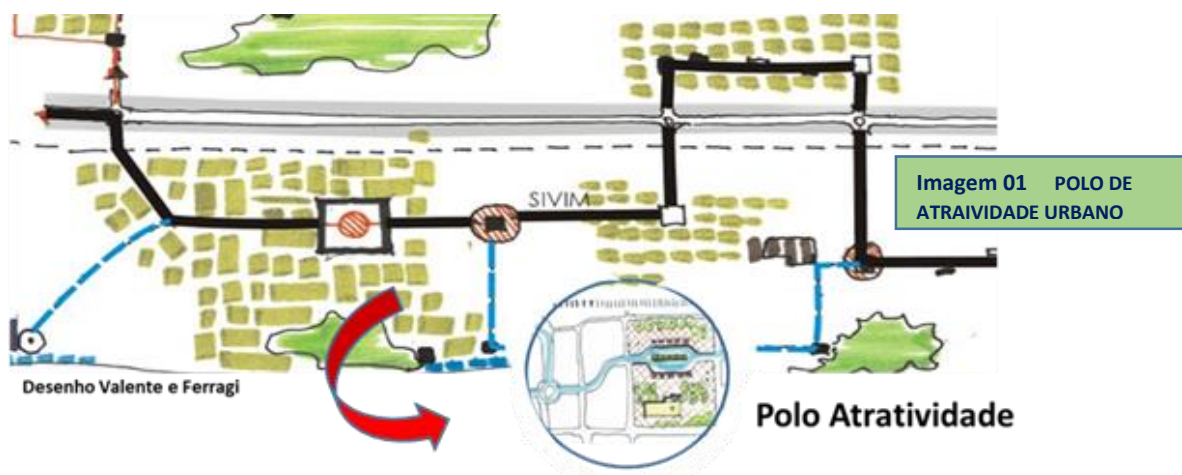 SIVIM
Imagem 01 POLO DE
ATRAIVIDADE URBANO
Desenho Valente e Ferragi
Polo Atratividade